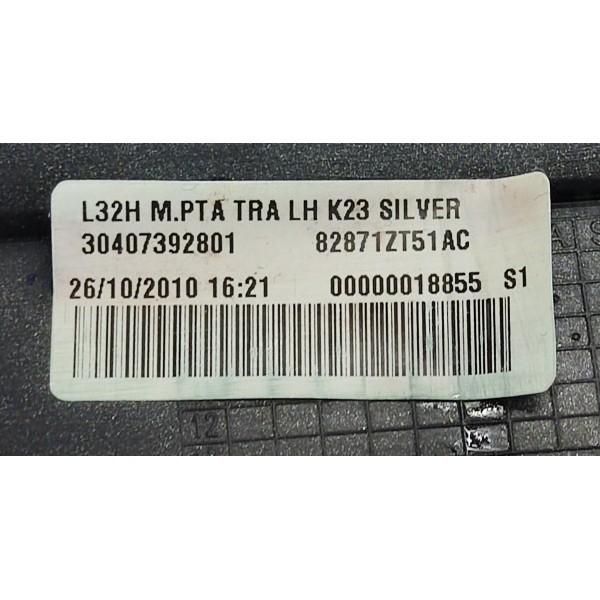 L32H M.PTA TRA LH K23 SILVER
30407392801 82871ZT51AC
26/10/2010 16:21 00000018855 S1
12